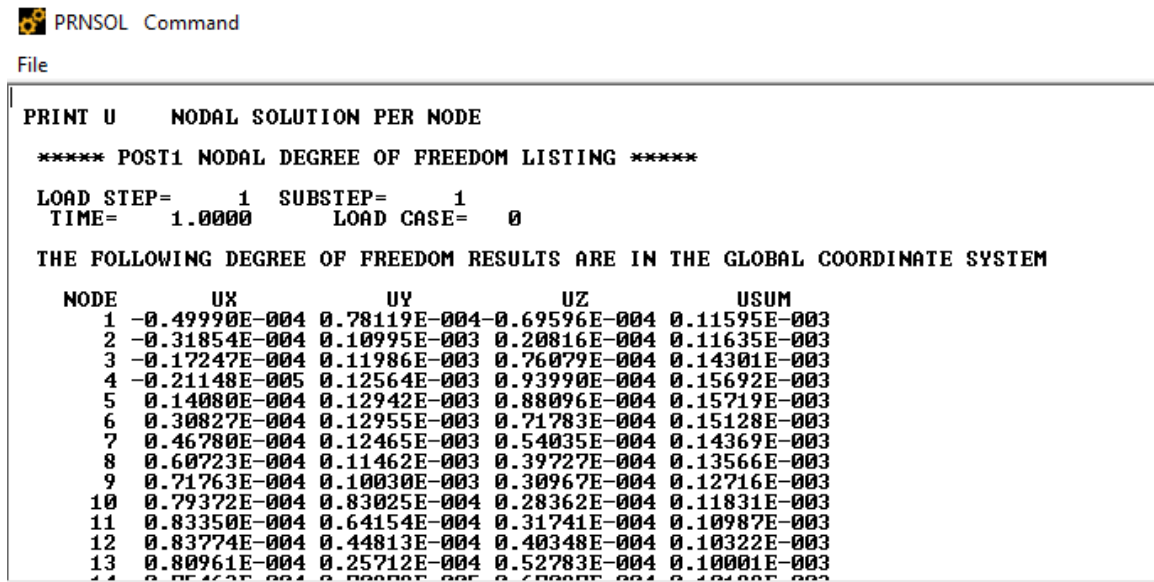 PRNSOL Command
File
PRINT U NODAL SOLUTION PER NODE
***** POST1 NODAL DEGREE OF FREEDOM LISTING *****
LOAD STEP= 1 SUBSTEP= 1
TIME= 1.0000 LOAD CASE= 0
THE FOLLOWING DEGREE OF FREEDOM RESULTS ARE IN THE GLOBAL COORDINATE SYSTEM
NODE UX UY UZ USUM
1 -0.49990E-004 0.78119E-004-0.69596E-004 0.11595E-003
2 -0.31854E-004 0.10995E-003 0.20816E-004 0.11635E-003
3 -0.17247E-004 0.11986E-003 0.76079E-004 0.14301E-003
4 -0.21148E-005 0.12564E-003 0.93990E-004 0.15692E-003
5 0.14080E-004 0.12942E-003 0.88096E-004 0.15719E-003
6 0.30827E-004 0.12955E-003 0.71783E-004 0.15128E-003
7 0.46780E-004 0.12465E-003 0.54035E-004 0.14369E-003
8 0.60723E-004 0.11462E-003 0.39727E-004 0.13566E-003
9 0.71763E-004 0.10030E-003 0.30967E-004 0.12716E-003
10 0.79372E-004 0.83025E-004 0.28362E-004 0.11831E-003
11 0.83350E-004 0.64154E-004 0.31741E-004 0.10987E-003
12 0.83774E-004 0.44813E-004 0.40348E-004 0.10322E-003
13 0.80961E-004 0.25712E-004 0.52783E-004 0.10001E-003